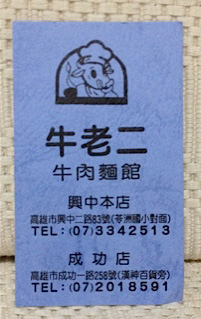 牛老二
牛肉麵館
興中本店
高雄市興中二路83號(苓洲國小對面)
TEL:(07)3342513
成功店
高雄市成功一路258號(漢神百貨旁)
TEL:(07)2018591